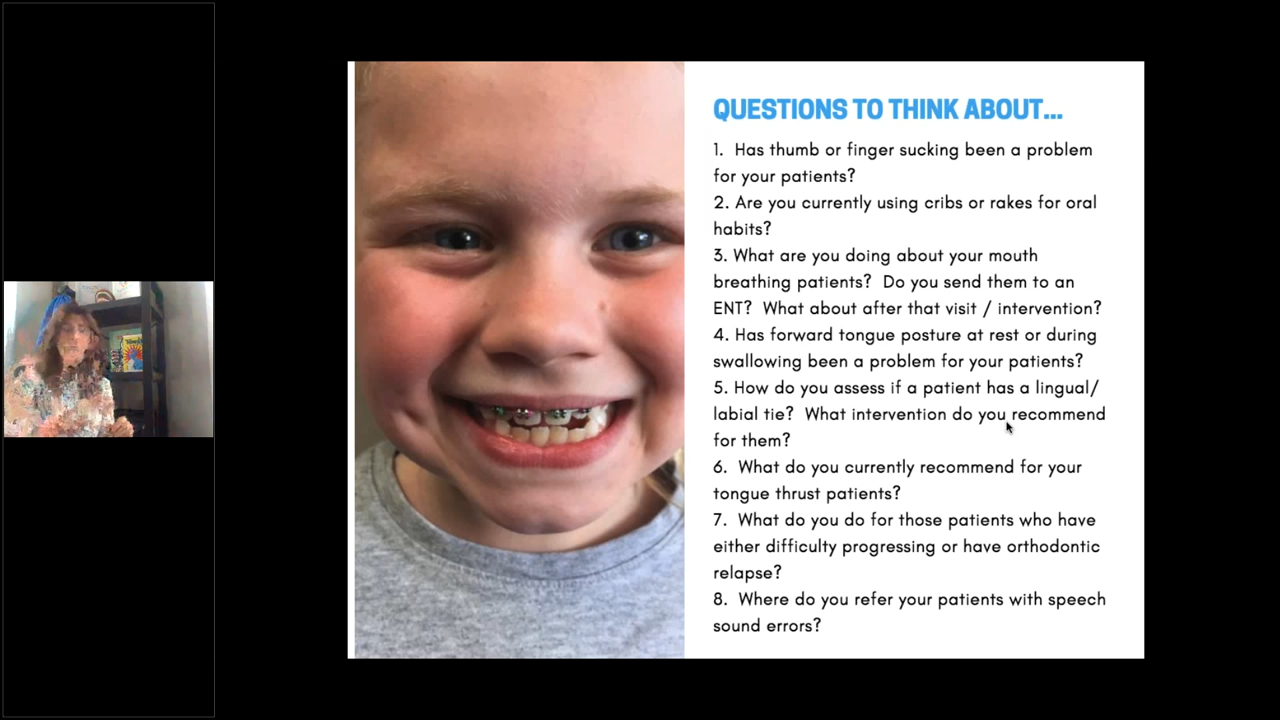 QUESTIONS TO THINK ABOUT...
1.  Has thumb or finger sucking been a problem
for your patients?
2. Are you currently using cribs or rakes for oral
habits?
3. What are you doing about your mouth
breathing patients?  Do you send them to an
ENT?  What about after that visit / intervention?
4. Has forward tongue posture at rest or during
swallowing been a problem for your patients?
5. How do you assess if a patient has a lingual/
labial tie?  What intervention do you recommend
for them?
6.  What do you currently recommend for your
tongue thrust patients?
7.  What do you do for those patients who have
either difficulty progressing or have orthodontic
relapse?
8.  Where do you refer your patients with speech
sound errors?